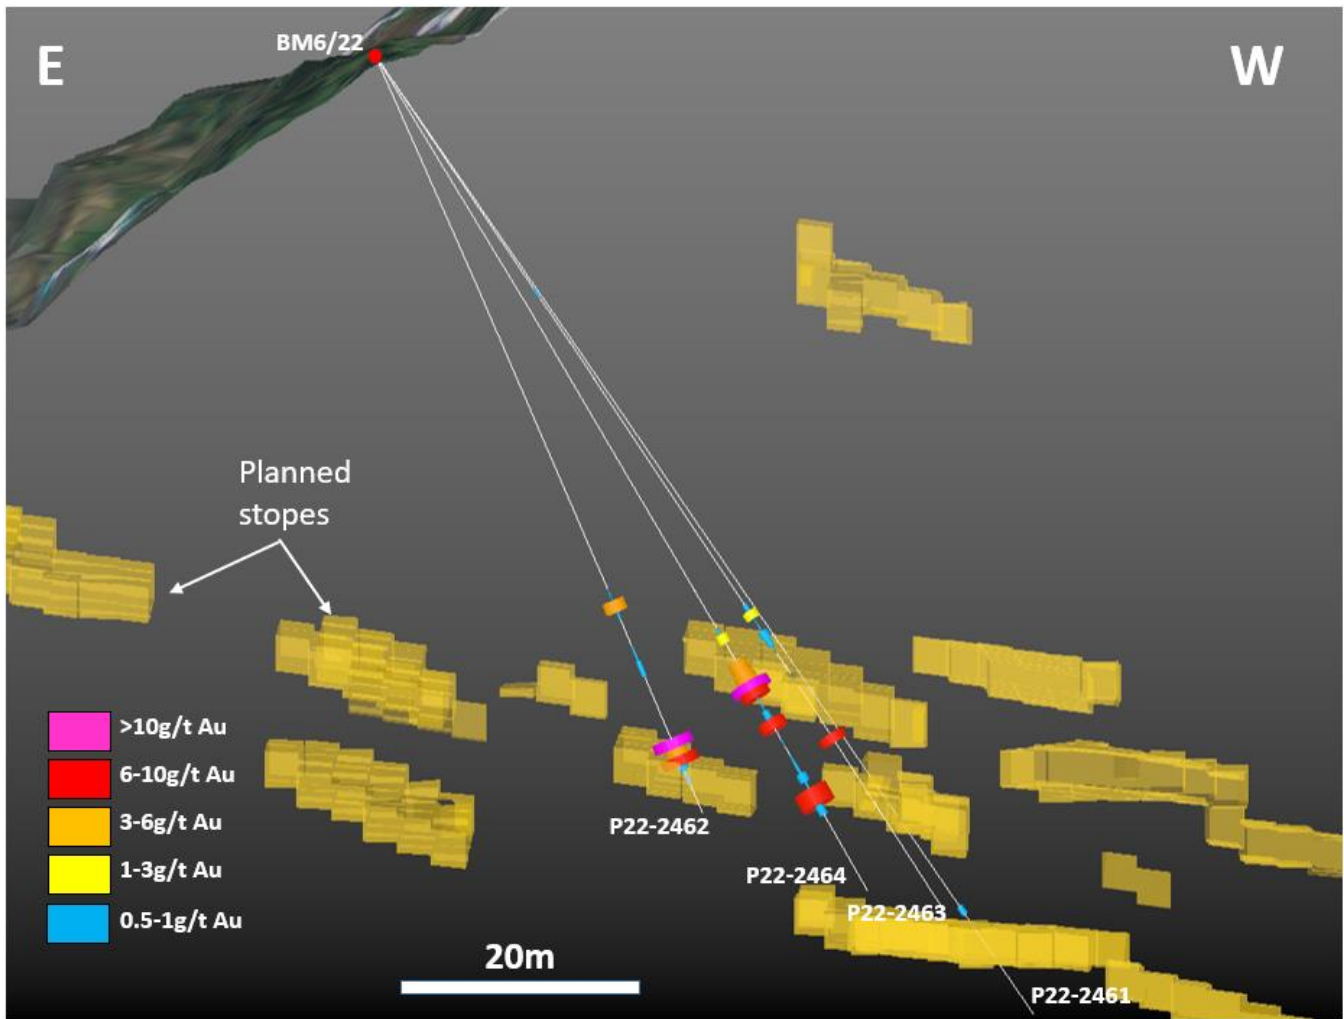 BM6/22
E
W
Planned
stopes
>10g/t Au
6-10g/t Au
3-6g/t Au
1-3g/t Au
0.5-1g/t Au
P22-2462
P22-2464
P22-2463
P22-2461
20m